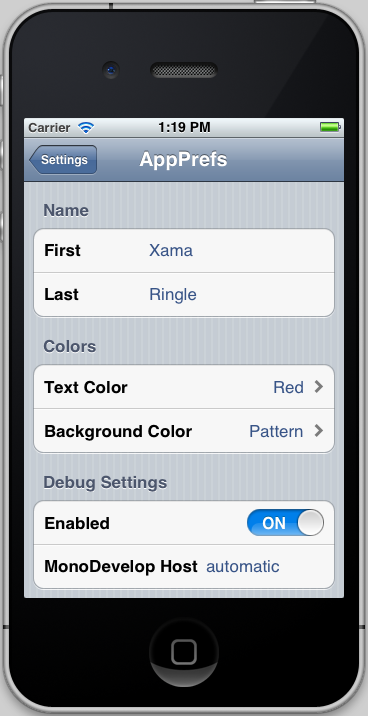 Carrier 1:19 PM
Settings AppPrefs
Name
First Xama
Last Ringle
Colors
Text Color Red
Background Color Pattern
Debug Settings
Enabled ON
MonoDevelop Host automatic